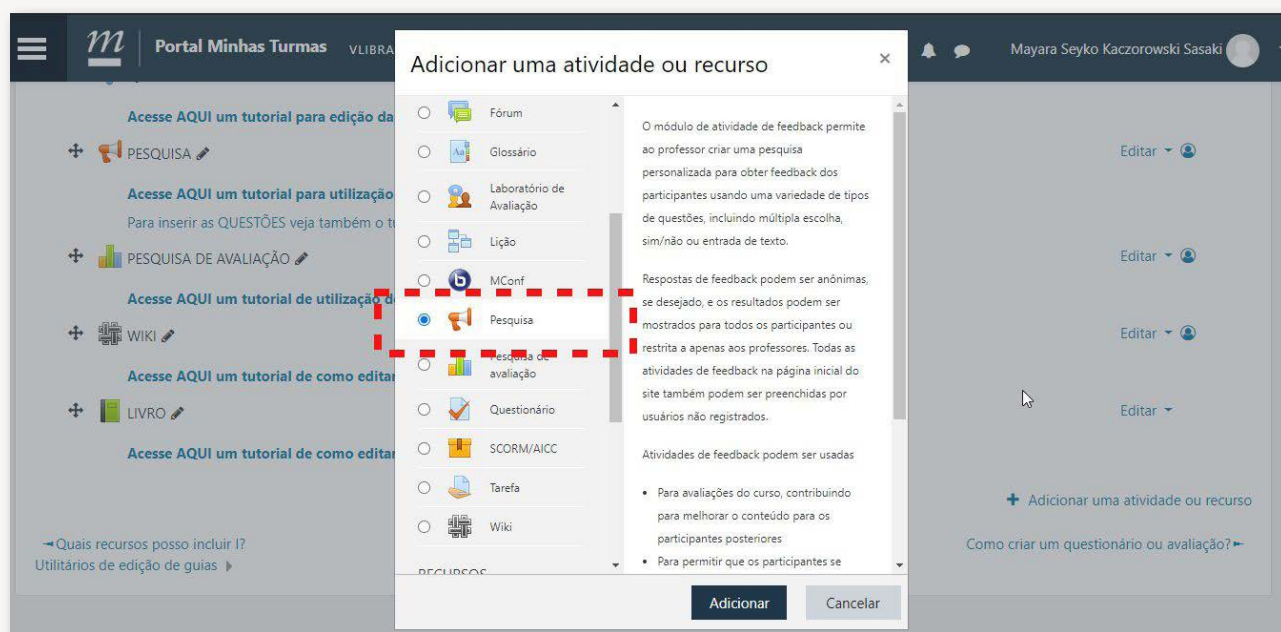 m
Portal Minhas Turmas
VLIBRA
Mayara Seyko Kaczorowski Sasaki
Acesse AQUI um tutorial para edição da
PESQUISA
Editar
Acesse AQUI um tutorial para utilização
Para inserir as QUESTÕES veja também o tu
PESQUISA DE AVALIAÇÃO
Editar
Acesse AQUI um tutorial de utilização de
WIKI
Editar
Acesse AQUI um tutorial de como editar
LIVRO
Editar
Acesse AQUI um tutorial de como editar
Adicionar uma atividade ou recurso
Quais recursos posso incluir I?
Como criar um questionário ou avaliação?
Utilitários de edição de guias
Adicionar uma atividade ou recurso
×
Fórum
Aa
Glossário
Laboratório de
Avaliação
Lição
b
MConf
Pesquisa
Pesquisa de
avaliação
Questionário
SCORM/AICC
Tarefa
Wiki
RECURSOS
O módulo de atividade de feedback permite
ao professor criar uma pesquisa
personalizada para obter feedback dos
participantes usando uma variedade de tipos
de questões, incluindo múltipla escolha,
sim/não ou entrada de texto.
Respostas de feedback podem ser anônimas,
se desejado, e os resultados podem ser
mostrados para todos os participantes ou
restrita a apenas aos professores. Todas as
atividades de feedback na página inicial do
site também podem ser preenchidas por
usuários não registrados.
Atividades de feedback podem ser usadas
• Para avaliações do curso, contribuindo
para melhorar o conteúdo para os
participantes posteriores
• Para permitir que os participantes se
Adicionar
Cancelar